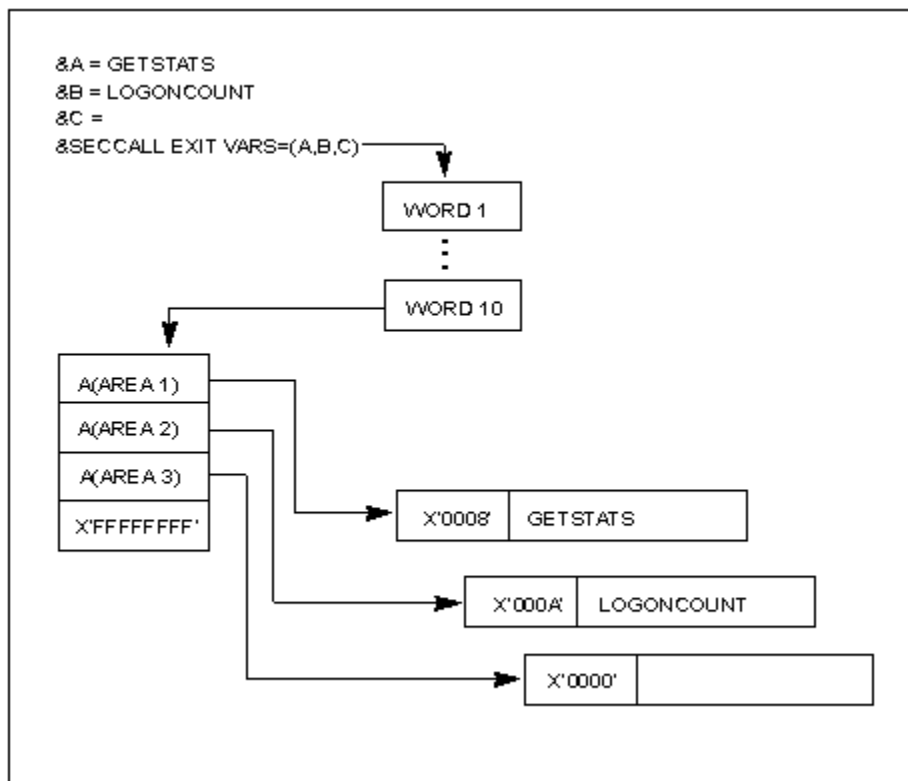 &A = GETSTATS
&B = LOGONCOUNT
&C =
&SECCALL EXIT VARS=(A,B,C)
WORD 1
WORD 10
A(AREA 1)
A(AREA 2)
A(AREA 3)
X'FFFFFFFF'
X'0008' GETSTATS
X'000A' LOGONCOUNT
X'0000'